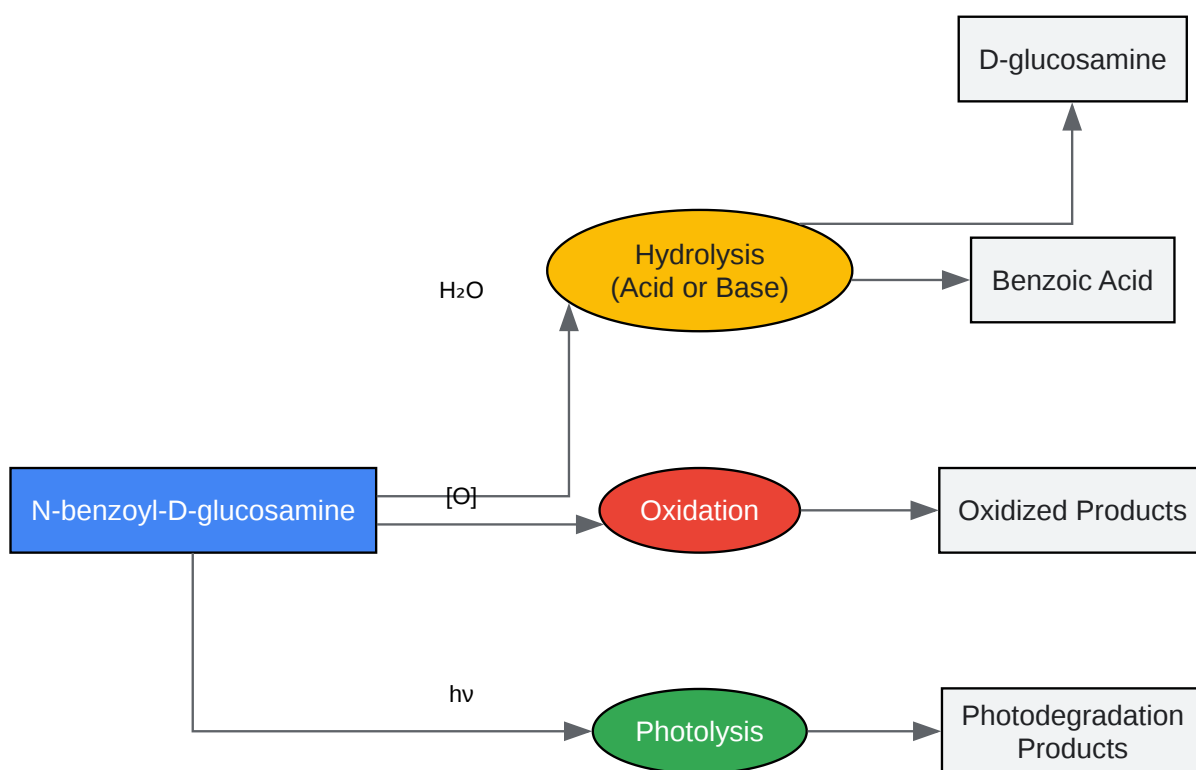 D-glucosamine
Hydrolysis
(Acid or Base)
H₂O
Benzoic Acid
N-benzoyl-D-glucosamine
[O]
Oxidation
Oxidized Products
hν
Photolysis
Photodegradation
Products